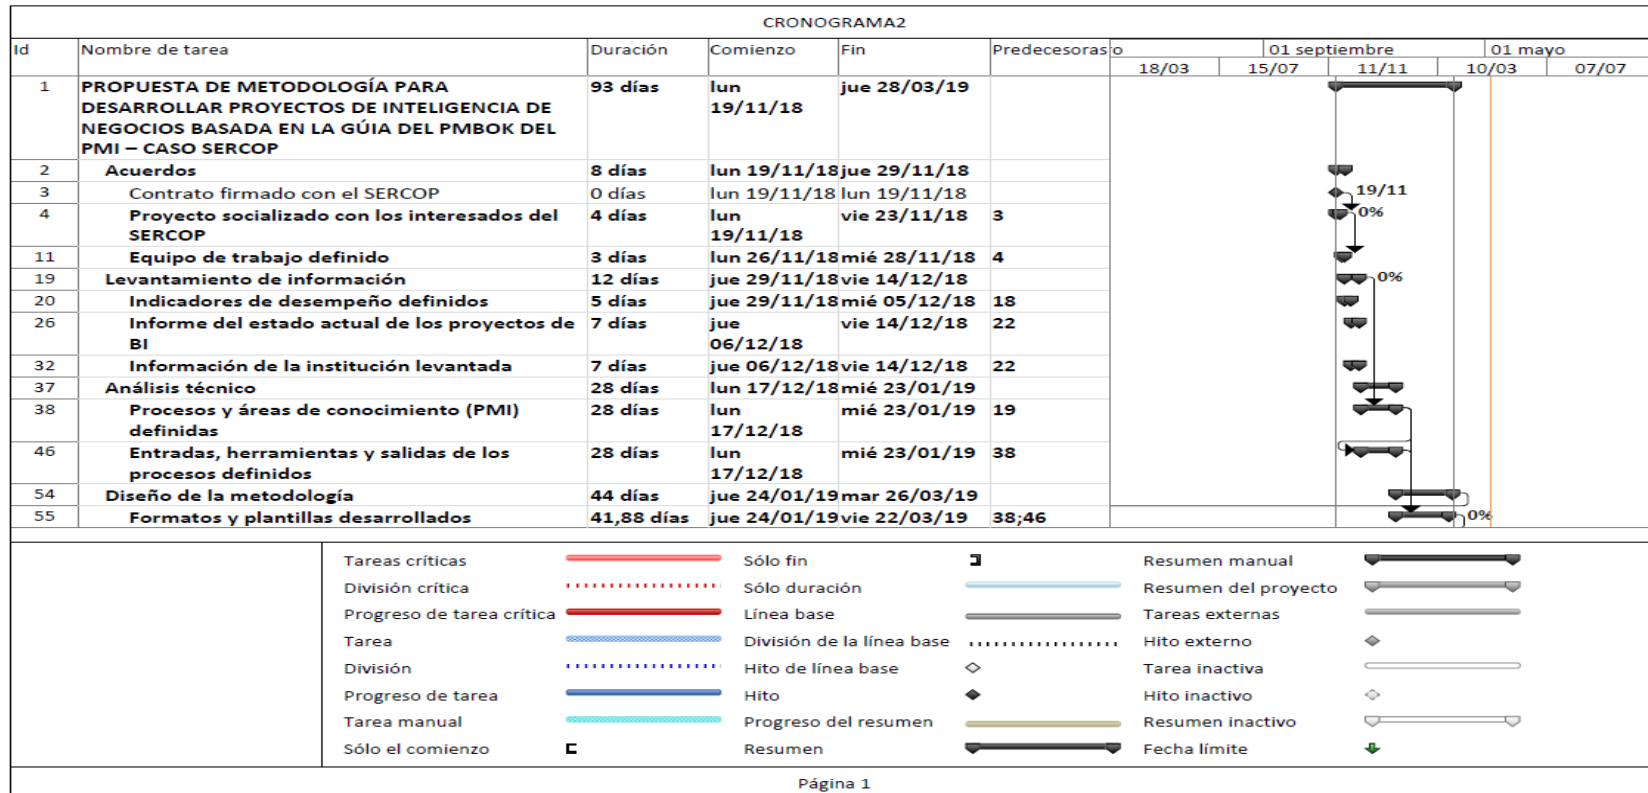 CRONOGRAMA2
Id Nombre de tarea Duración Comienzo Fin Predecesoras o 01 septiembre 01 mayo
18/03 15/07 11/11 10/03 07/07
1 PROPUESTA DE METODOLOGÍA PARA 93 días lun jue 28/03/19
DESARROLLAR PROYECTOS DE INTELIGENCIA DE 19/11/18
NEGOCIOS BASADA EN LA GÚIA DEL PMBOK DEL
PMI – CASO SERCOP
2 Acuerdos 8 días lun 19/11/18 jue 29/11/18
3 Contrato firmado con el SERCOP 0 días lun 19/11/18 lun 19/11/18 19/11
4 Proyecto socializado con los interesados del 4 días lun vie 23/11/18 3 0%
SERCOP 19/11/18
11 Equipo de trabajo definido 3 días lun 26/11/18 mié 28/11/18 4
19 Levantamiento de información 12 días jue 29/11/18 vie 14/12/18 0%
20 Indicadores de desempeño definidos 5 días jue 29/11/18 mié 05/12/18 18
26 Informe del estado actual de los proyectos de 7 días jue vie 14/12/18 22
BI 06/12/18
32 Información de la institución levantada 7 días jue 06/12/18 vie 14/12/18 22
37 Análisis técnico 28 días lun 17/12/18 mié 23/01/19
38 Procesos y áreas de conocimiento (PMI) 28 días lun mié 23/01/19 19
definidas 17/12/18
46 Entradas, herramientas y salidas de los 28 días lun mié 23/01/19 38
procesos definidos 17/12/18
54 Diseño de la metodología 44 días jue 24/01/19 mar 26/03/19
55 Formatos y plantillas desarrollados 41,88 días jue 24/01/19 vie 22/03/19 38;46 0%
Tareas críticas Sólo fin Resumen manual
División crítica Sólo duración Resumen del proyecto
Progreso de tarea crítica Línea base Tareas externas
Tarea División de la línea base Hito externo
División Hito de línea base Tarea inactiva
Progreso de tarea Hito Hito inactivo
Tarea manual Progreso del resumen Resumen inactivo
Sólo el comienzo Resumen Fecha límite
Página 1